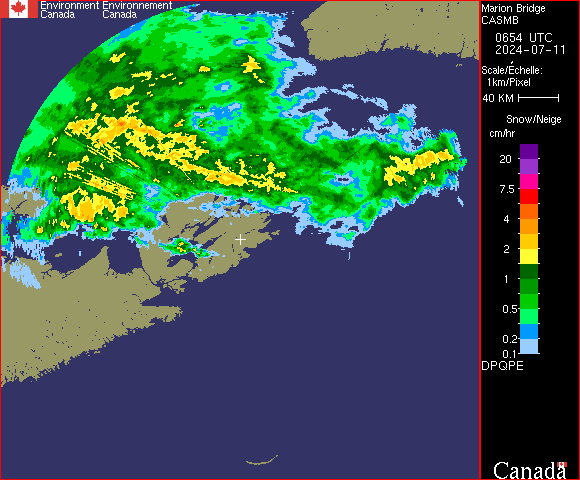 Environment Environnement
Canada Canada
Marion Bridge
CASMB
0654 UTC
2024-07-11
Scale/Echelle:
1km/Pixel
40 KM
Snow/Neige
cm/hr
20
7.5
4
2
1
0.5
0.2
0.1
DPQPE
Canada